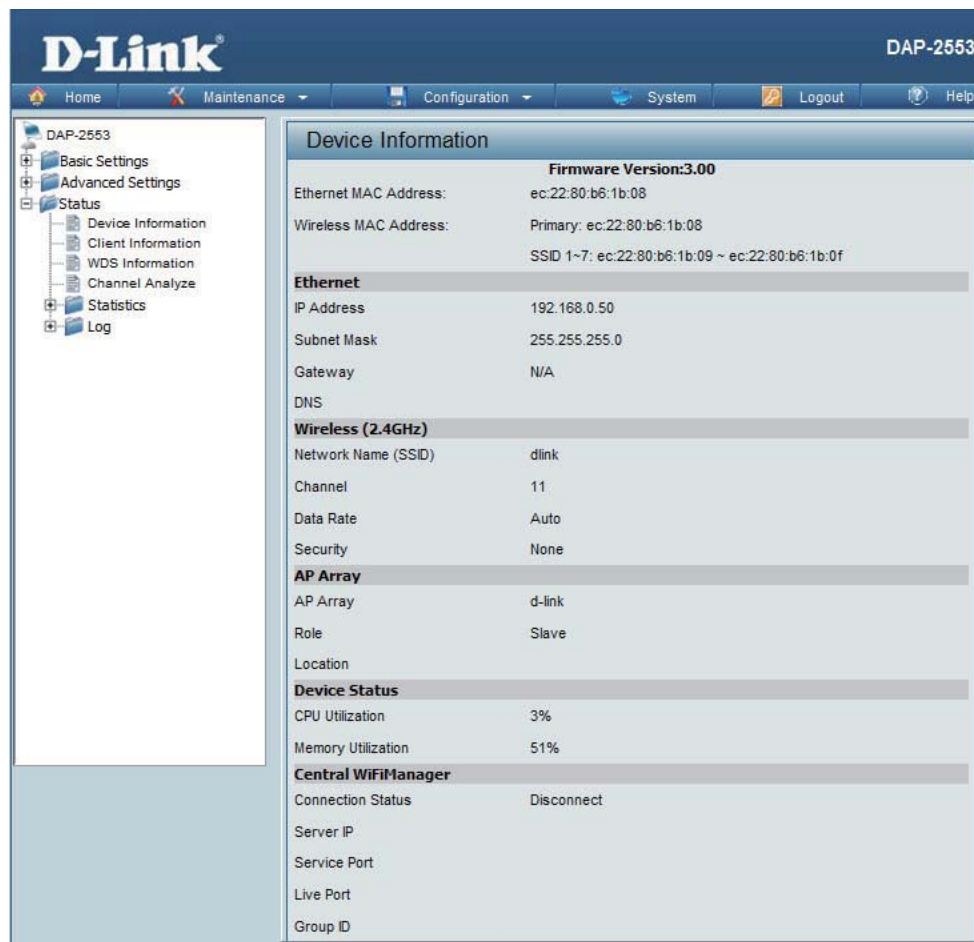 D-Link®
DAP-2553
Home Maintenance Configuration System Logout Help
DAP-2553
Basic Settings
Advanced Settings
Status
Device Information
Client Information
WDS Information
Channel Analyze
Statistics
Log
Device Information
Firmware Version:3.00
Ethernet MAC Address: ec:22:80:b6:1b:08
Wireless MAC Address: Primary: ec:22:80:b6:1b:08
SSID 1~7: ec:22:80:b6:1b:09 ~ ec:22:80:b6:1b:0f
Ethernet
IP Address 192.168.0.50
Subnet Mask 255.255.255.0
Gateway N/A
DNS
Wireless (2.4GHz)
Network Name (SSID) dlink
Channel 11
Data Rate Auto
Security None
AP Array
AP Array d-link
Role Slave
Location
Device Status
CPU Utilization 3%
Memory Utilization 51%
Central WiFiManager
Connection Status Disconnect
Server IP
Service Port
Live Port
Group ID